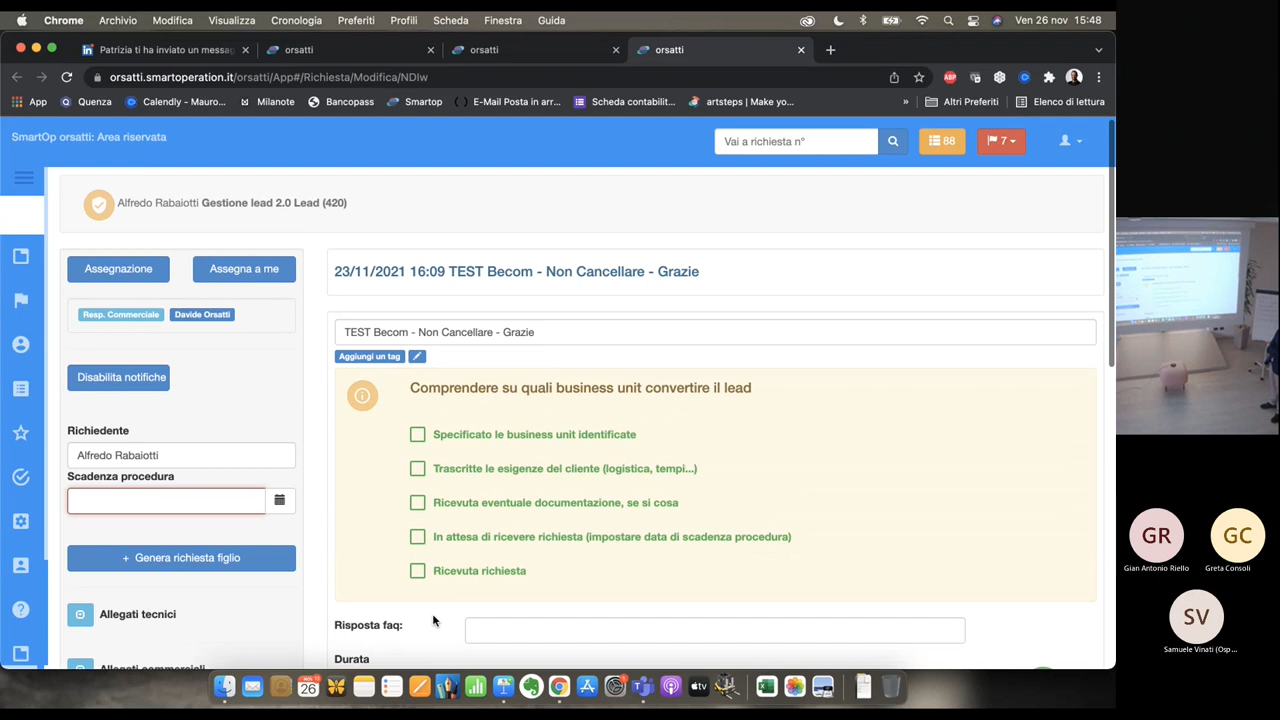 Chrome Archivio Modifica Visualizza Cronologia Preferiti Profili Scheda Finestra Guida Ven 26 nov 15:48
Patrizia ti ha inviato un messag orsatti orsatti orsatti
orsatti.smartoperation.it/orsatti/App#/Richiesta/Modifica/NDIw
App Quenza Calendly - Mauro... Milanote Bancopass Smartop E-Mail Posta in arr... Scheda contabilit... artsteps | Make yo... » Altri Preferiti Elenco di lettura
SmartOp orsatti: Area riservata
Vai a richiesta n° 88 7
Alfredo Rabaiotti Gestione lead 2.0 Lead (420)
Assegnazione Assegna a me
23/11/2021 16:09 TEST Becom - Non Cancellare - Grazie
Resp. Commerciale Davide Orsatti
TEST Becom - Non Cancellare - Grazie
Aggiungi un tag
Disabilita notifiche
Comprendere su quali business unit convertire il lead
Richiedente
Specificato le business unit identificate
Alfredo Rabaiotti
Trascritte le esigenze del cliente (logistica, tempi...)
Scadenza procedura
Ricevuta eventuale documentazione, se si cosa
In attesa di ricevere richiesta (impostare data di scadenza procedura)
+ Genera richiesta figlio
Ricevuta richiesta
Allegati tecnici
Risposta faq:
Durata
Allegati commerciali
GR GC
Gian Antonio Riello Greta Consoli
SV
Samuele Vinati (Osp...
26